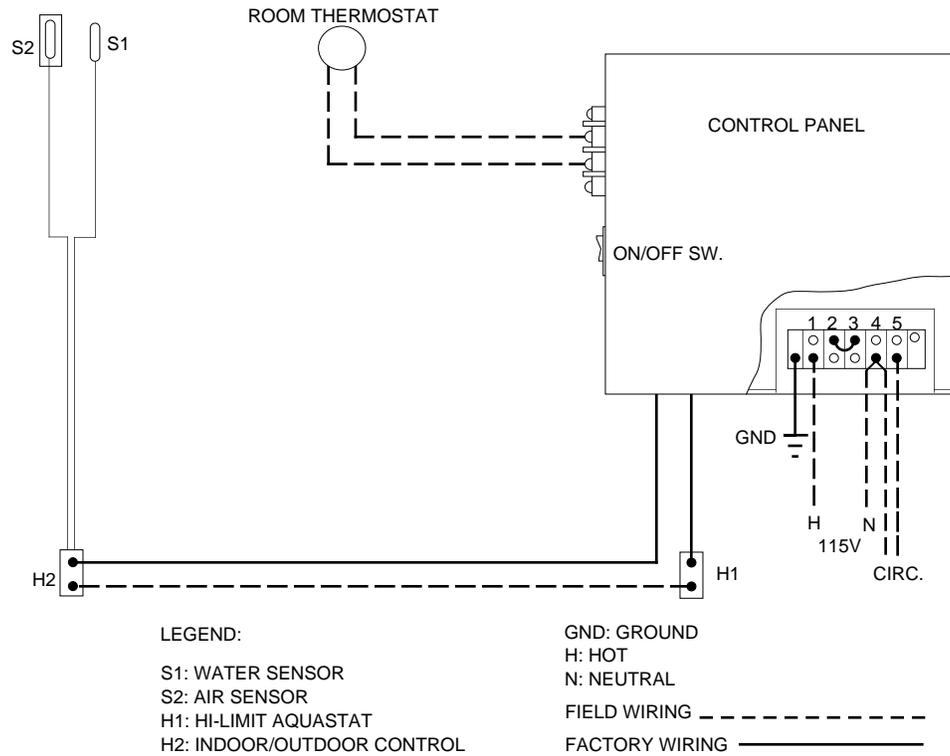 ROOM THERMOSTAT
S2
S1
CONTROL PANEL
ON/OFF SW.
1 2 3 4 5
GND
H
N
115V
CIRC.
H2
H1
LEGEND:
S1: WATER SENSOR
S2: AIR SENSOR
H1: HI-LIMIT AQUASTAT
H2: INDOOR/OUTDOOR CONTROL
GND: GROUND
H: HOT
N: NEUTRAL
FIELD WIRING
FACTORY WIRING